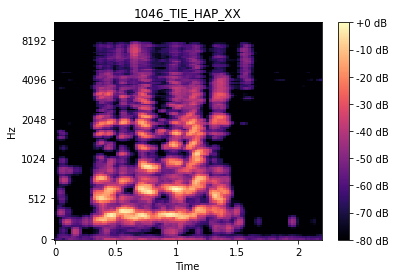 1046_TIE_HAP_XX
Hz
8192
4096
2048
1024
512
0
0
0.5
1
1.5
2
Time
+0 dB
-10 dB
-20 dB
-30 dB
-40 dB
-50 dB
-60 dB
-70 dB
-80 dB